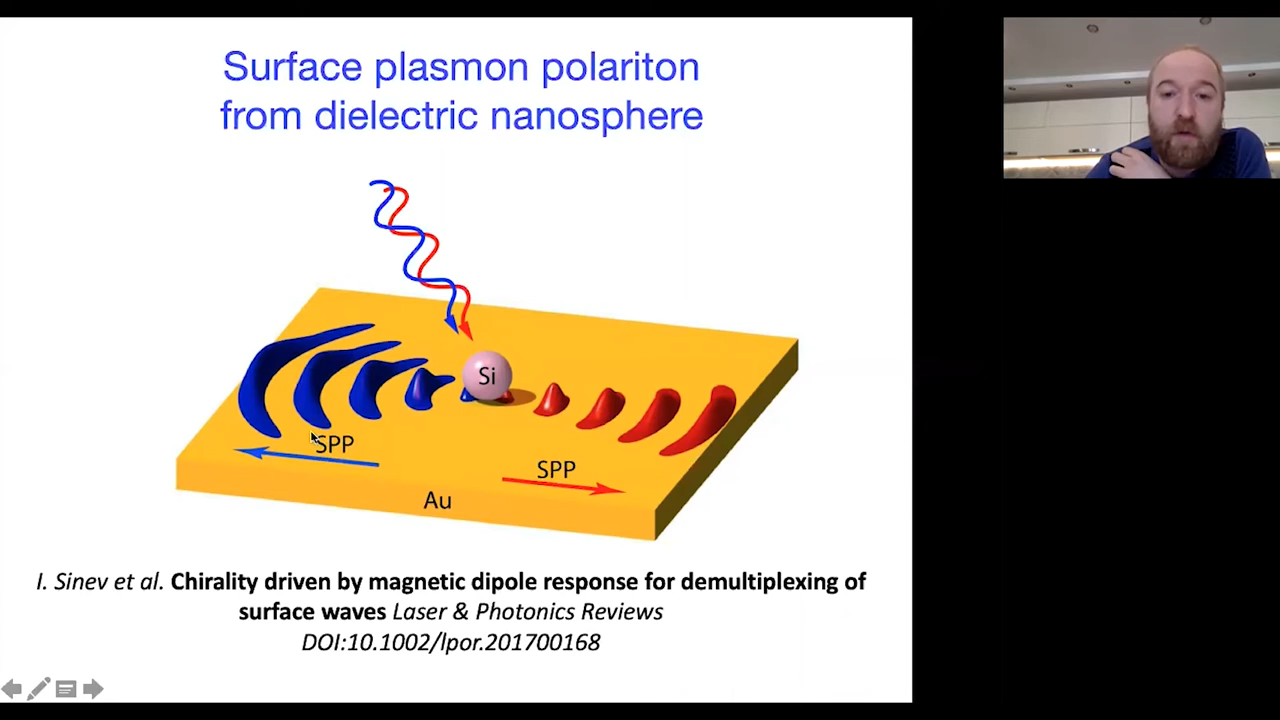 Surface plasmon polariton
from dielectric nanosphere
Si
SPP
SPP
Au
I. Sinev et al. Chirality driven by magnetic dipole response for demultiplexing of
surface waves Laser & Photonics Reviews
DOI:10.1002/lpor.201700168